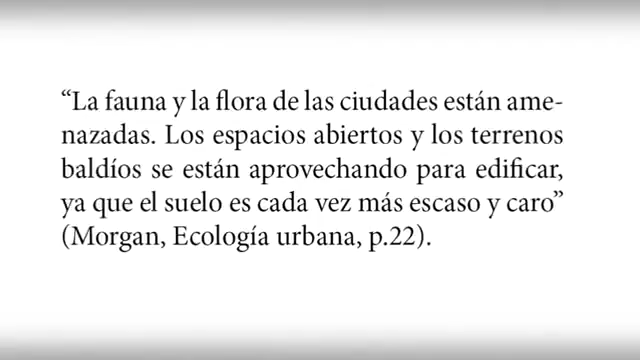 “La fauna y la flora de las ciudades están ame-
nazadas. Los espacios abiertos y los terrenos
baldíos se están aprovechando para edificar,
ya que el suelo es cada vez más escaso y caro”
(Morgan, Ecología urbana, p.22).